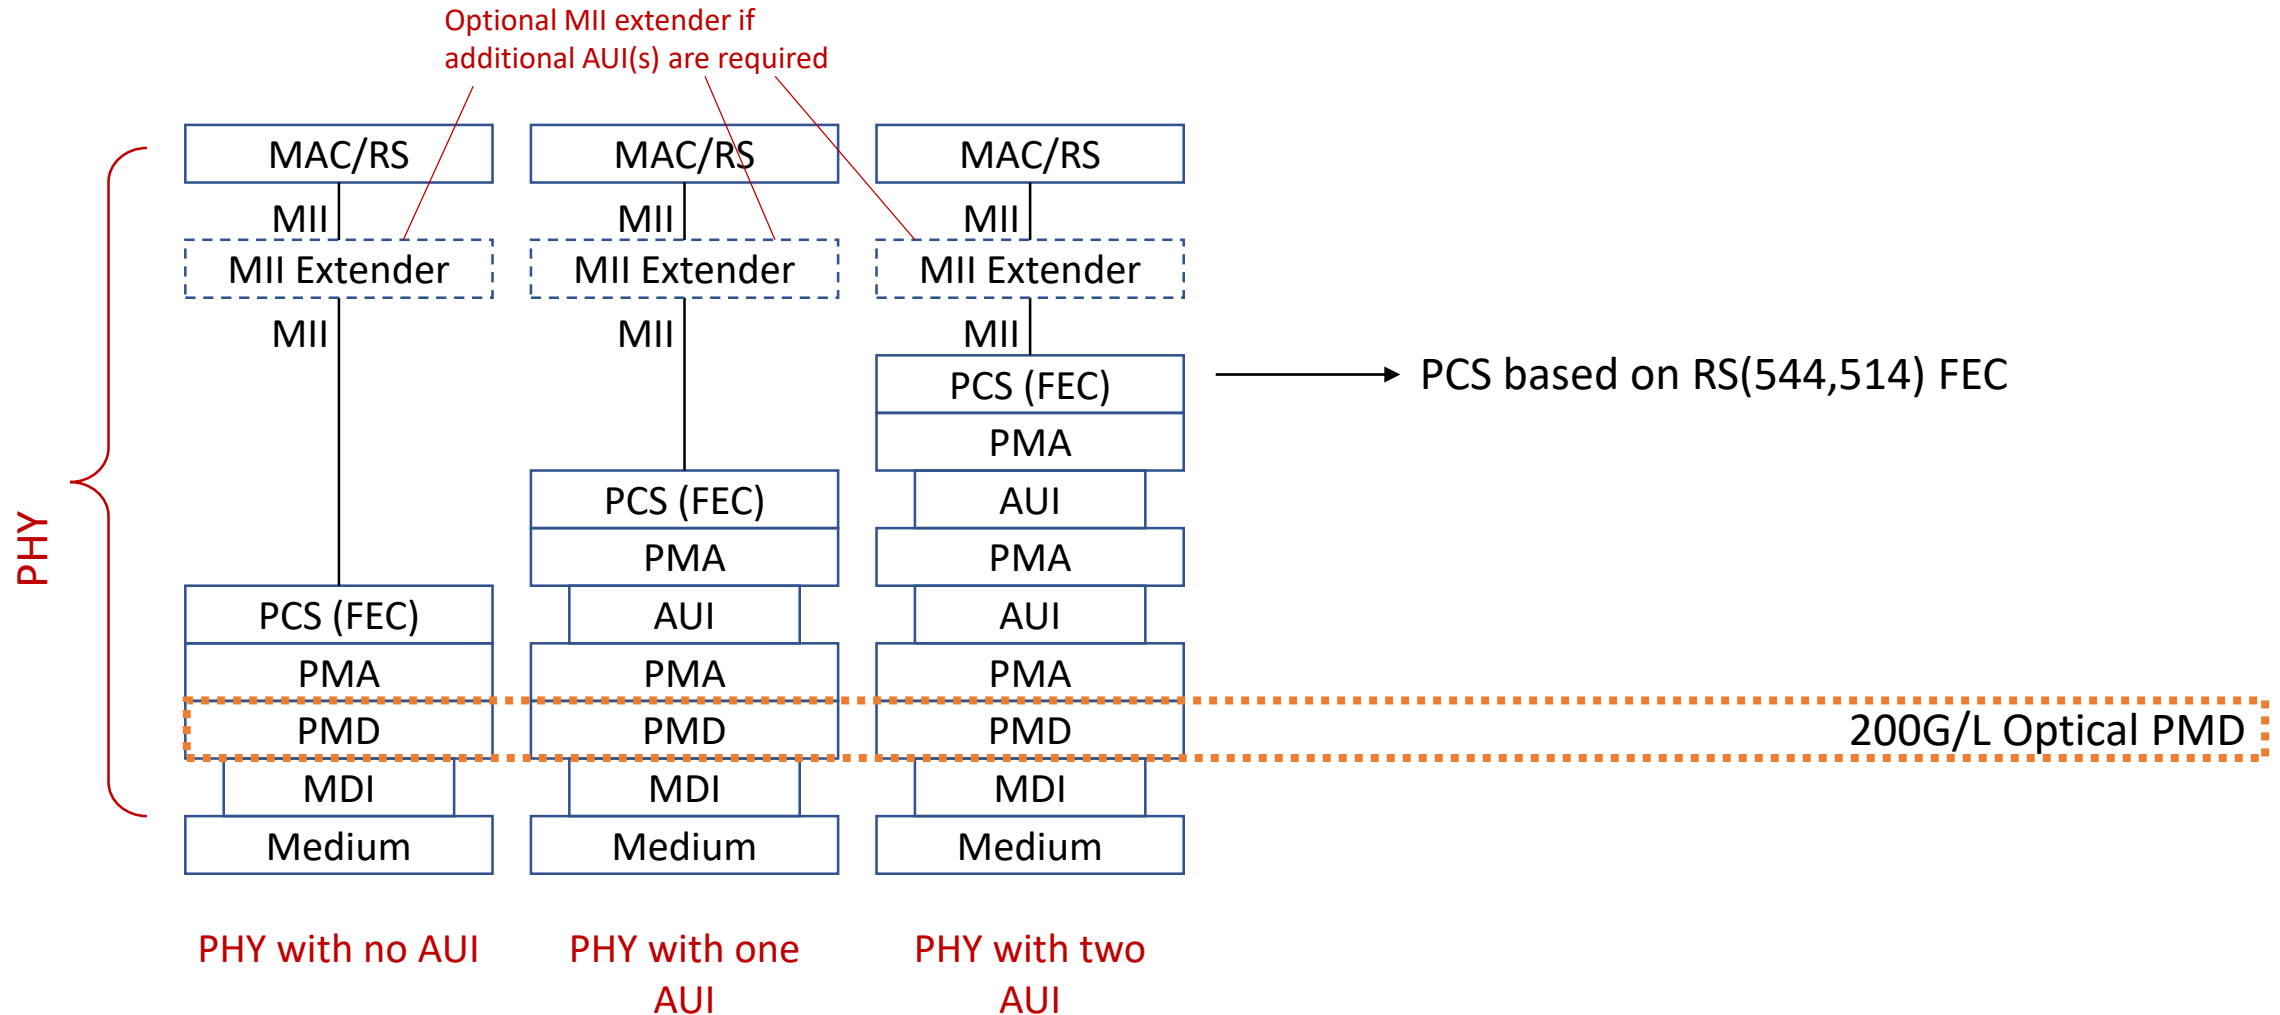 Optional MII extender if
additional AUI(s) are required
MAC/RS
MAC/RS
MAC/RS
MII
MII
MII
MII Extender
MII Extender
MII Extender
MII
MII
MII
PCS (FEC)
PCS based on RS(544,514) FEC
PMA
PCS (FEC)
AUI
PHY
PMA
PMA
PCS (FEC)
AUI
AUI
PMA
PMA
PMA
PMD
PMD
PMD
200G/L Optical PMD
MDI
MDI
MDI
Medium
Medium
Medium
PHY with no AUI
PHY with one
AUI
PHY with two
AUI